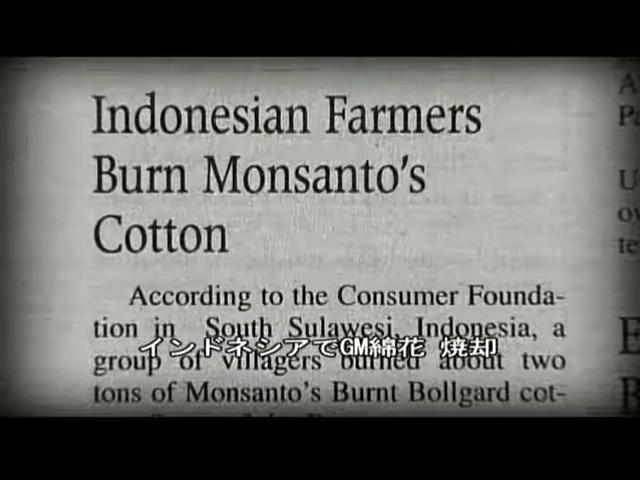 Indonesian Farmers
Burn Monsanto's
Cotton
According to the Consumer Founda-
tion in South Sulawesi, Indonesia, a
インドネシアでGM綿花 焼却
group of villagers burned about two
tons of Monsanto's Burnt Bollgard cot-
A
U
ov
te
E